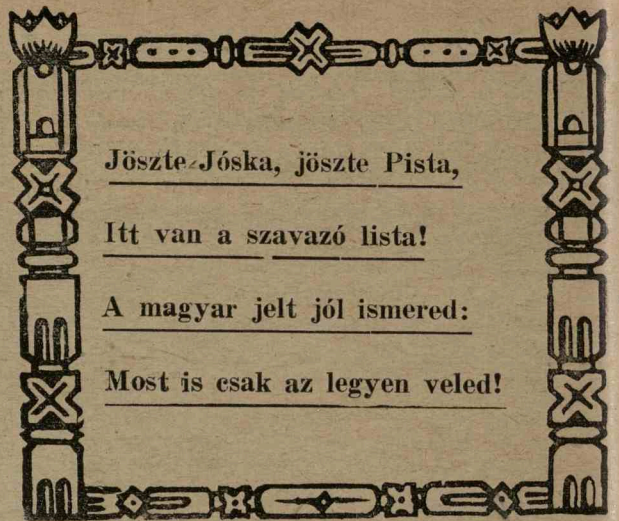 Jöszte Jóska, jöszte Pista,
Itt van a szavazó lista!
A magyar jelt jól ismered:
Most is csak az legyen veled!